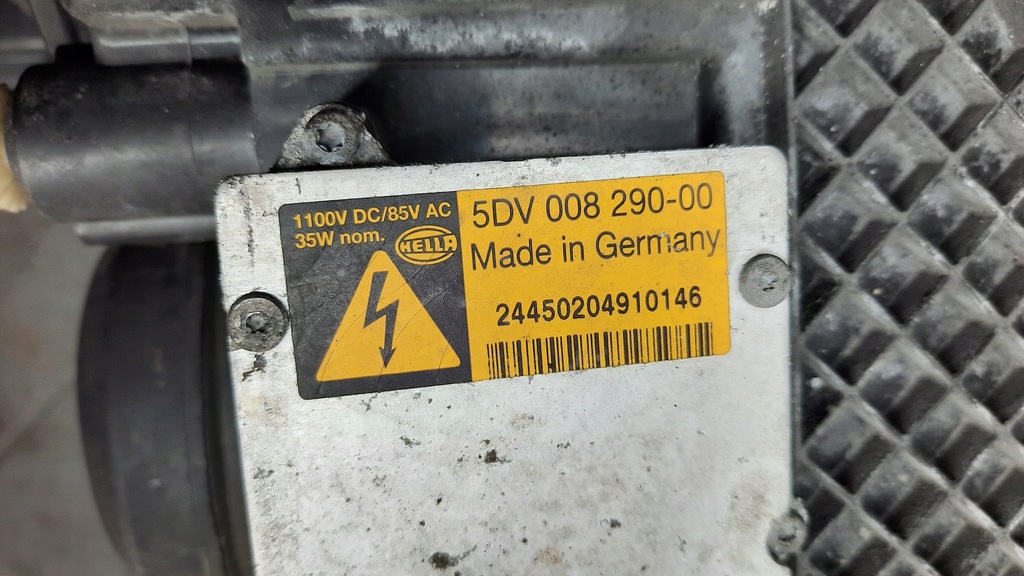 1100V DC/85V AC
35W nom.
HELLA
5DV 008 290-00
Made in Germany
24450204910146